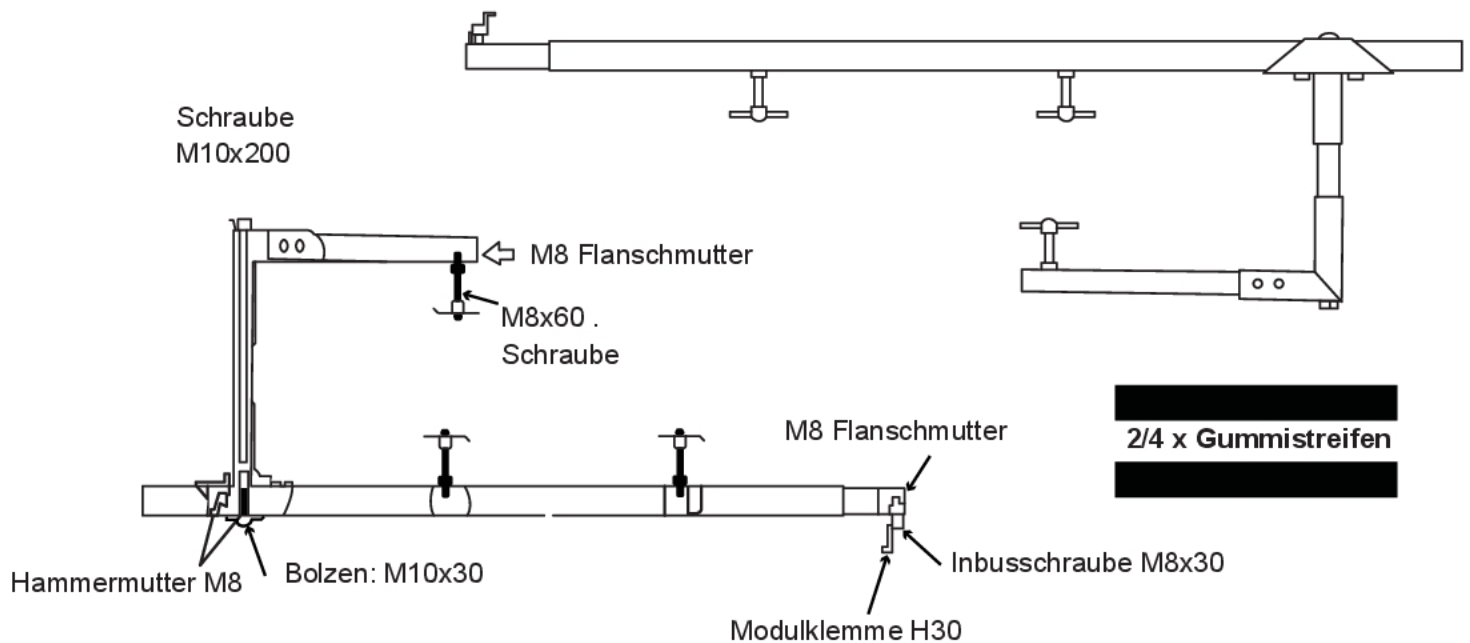 Schraube
M10x200
M8 Flanschmutter
M8x60 .
Schraube
M8 Flanschmutter
2/4 x Gummistreifen
Inbusschraube M8x30
Hammermutter M8
Bolzen: M10x30
Modulklemme H30